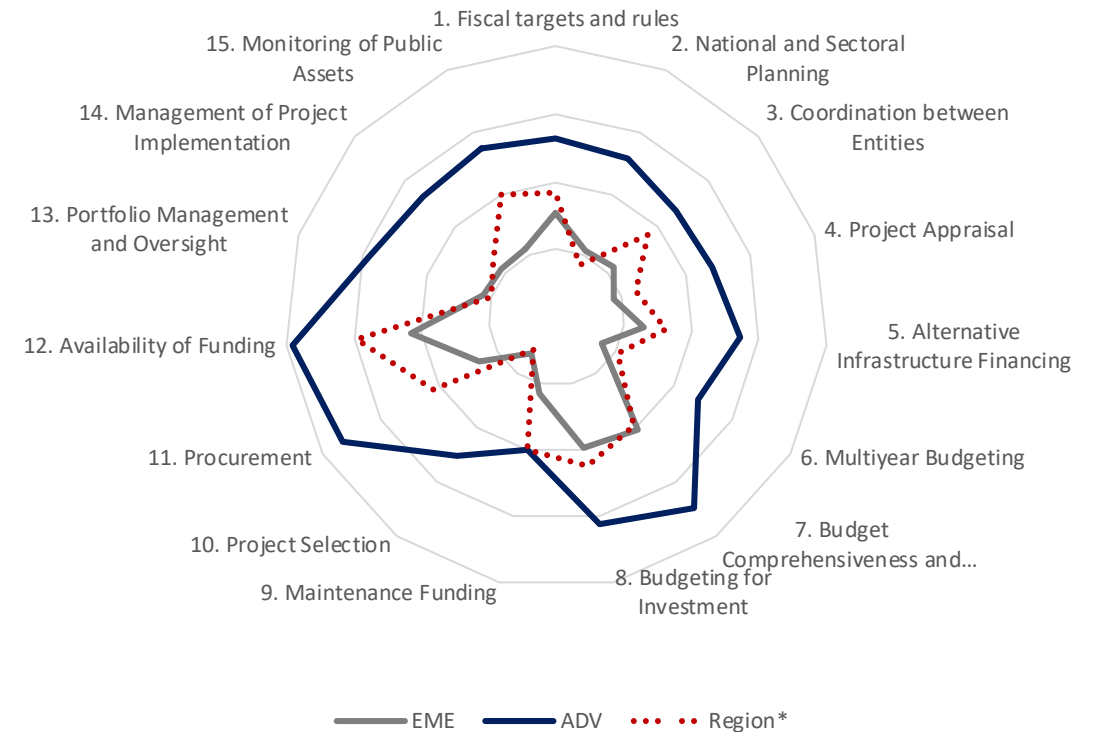 1. Fiscal targets and rules
2. National and Sectoral
Planning
3. Coordination between
Entities
4. Project Appraisal
5. Alternative
Infrastructure Financing
6. Multiyear Budgeting
7. Budget
Comprehensiveness and…
8. Budgeting for
Investment
9. Maintenance Funding
10. Project Selection
11. Procurement
12. Availability of Funding
13. Portfolio Management
and Oversight
14. Management of Project
Implementation
15. Monitoring of Public
Assets
EME
ADV
Region*